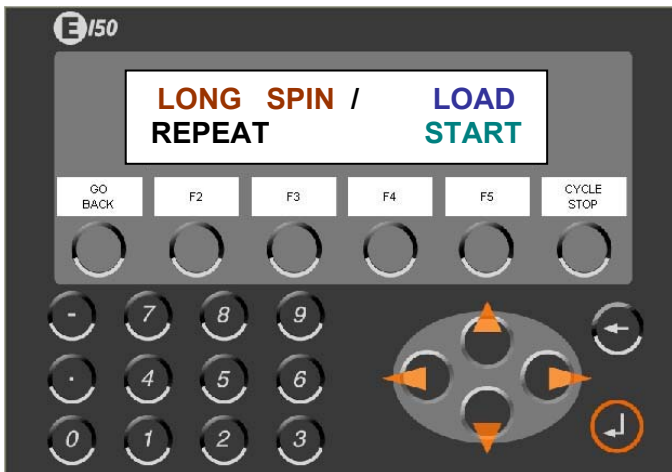 E150
LONG SPIN / LOAD
REPEAT START
GO BACK F2 F3 F4 F5 CYCLE STOP
- 7 8 9
. 4 5 6
0 1 2 3